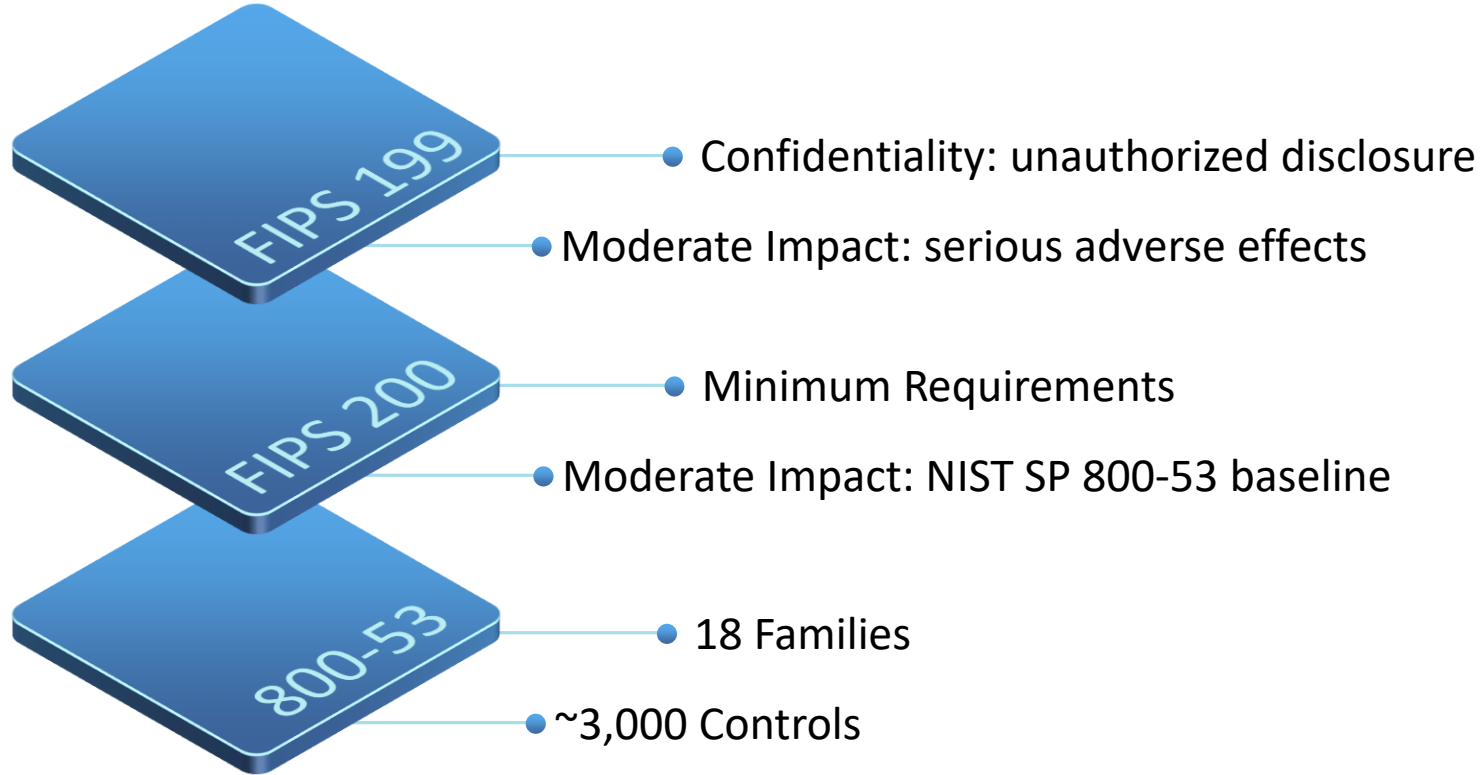 FIPS 199
Confidentiality: unauthorized disclosure
Moderate Impact: serious adverse effects
FIPS 200
Minimum Requirements
Moderate Impact: NIST SP 800-53 baseline
800-53
18 Families
~3,000 Controls